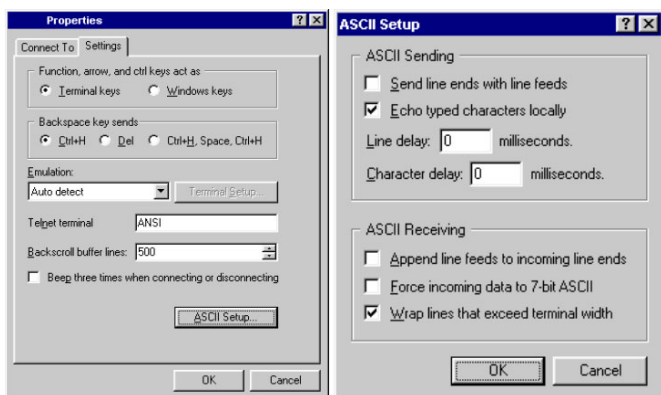 Properties
Connect To Settings
Function, arrow, and ctrl keys act as
Terminal keys Windows keys
Backspace key sends
Ctrl+H Del Ctrl+H, Space, Ctrl+H
Emulation:
Auto detect Terminal Setup...
Telnet terminal ANSI
Backscroll buffer lines: 500
Beep three times when connecting or disconnecting
ASCII Setup...
OK Cancel
ASCII Setup
ASCII Sending
Send line ends with line feeds
Echo typed characters locally
Line delay: 0 milliseconds.
Character delay: 0 milliseconds.
ASCII Receiving
Append line feeds to incoming line ends
Force incoming data to 7-bit ASCII
Wrap lines that exceed terminal width
OK Cancel